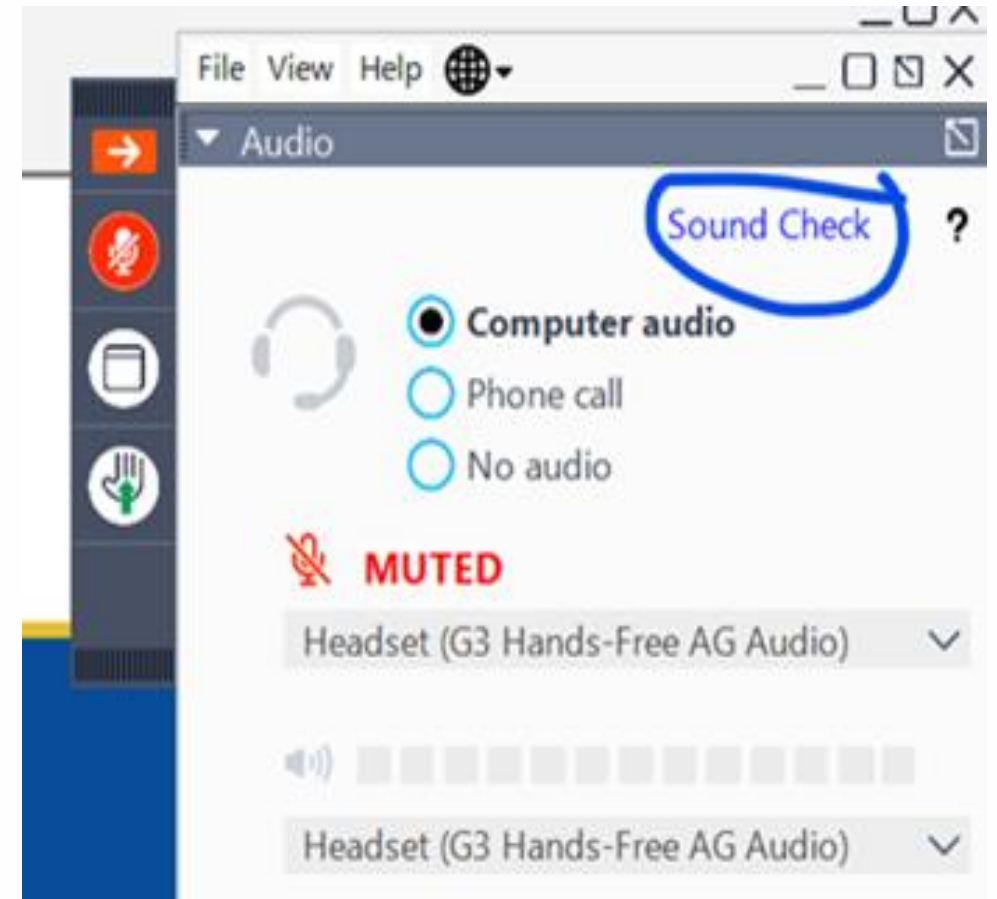 File View Help
Audio
Sound Check ?
Computer audio
Phone call
No audio
MUTED
Headset (G3 Hands-Free AG Audio)
Headset (G3 Hands-Free AG Audio)